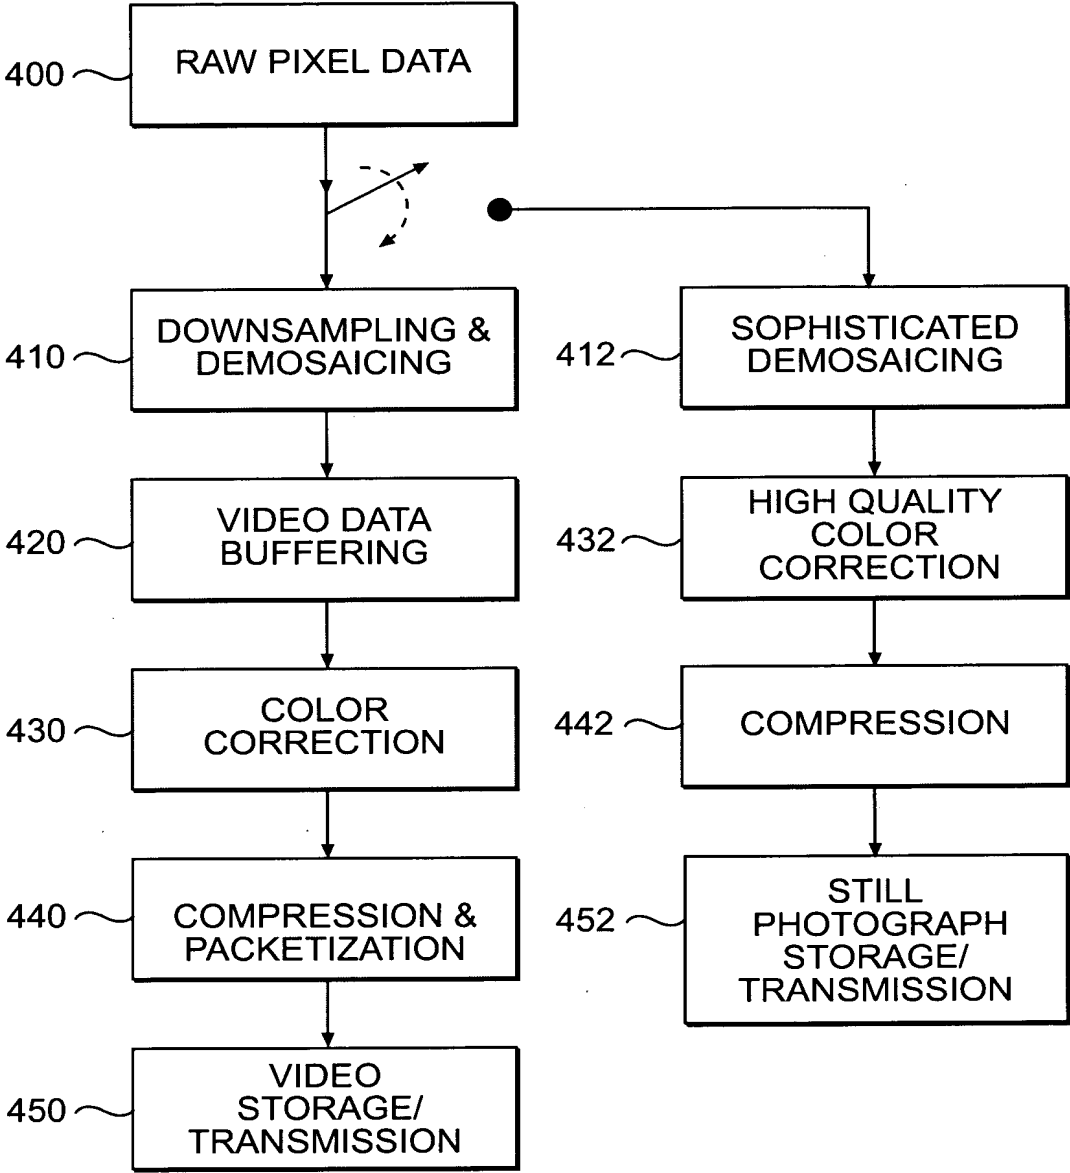 400
RAW PIXEL DATA
410
DOWNSAMPLING &
DEMOSAICING
420
VIDEO DATA
BUFFERING
430
COLOR
CORRECTION
440
COMPRESSION &
PACKETIZATION
450
VIDEO
STORAGE/
TRANSMISSION
412
SOPHISTICATED
DEMOSAICING
432
HIGH QUALITY
COLOR
CORRECTION
442
COMPRESSION
452
STILL
PHOTOGRAPH
STORAGE/
TRANSMISSION